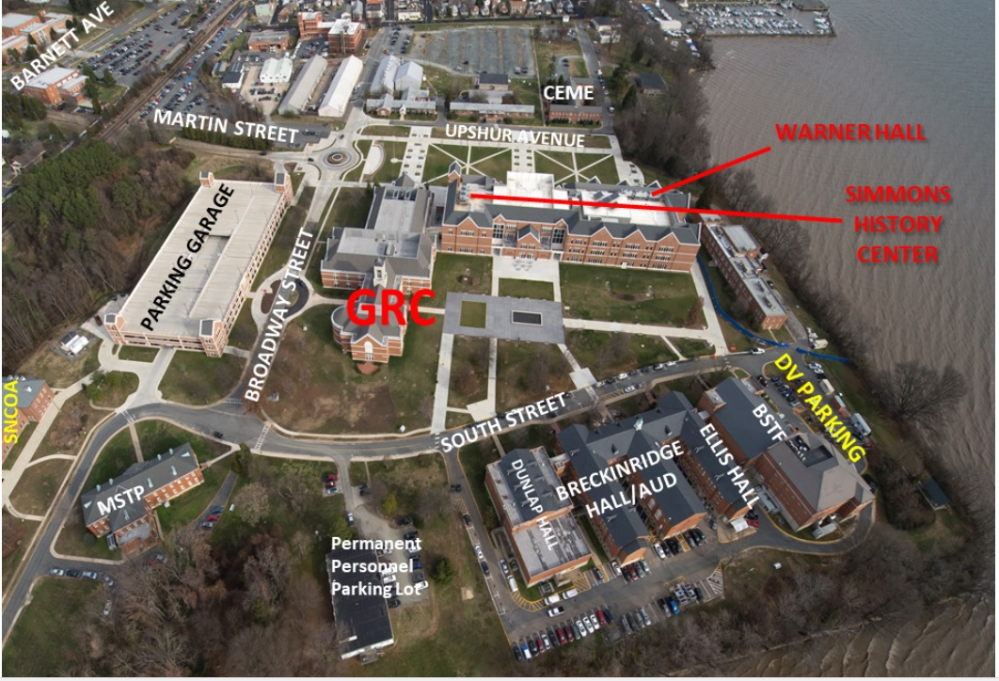 BARNETT AVE
MARTIN STREET
CEME
UPSHUR AVENUE
WARNER HALL
SIMMONS
HISTORY
CENTER
PARKING GARAGE
BROADWAY STREET
GRC
DV PARKING
SNCOA
SOUTH STREET
MSTP
DUNLAP HALL
BRECKINRIDGE
HALL/AUD
ELLIS HALL
BSTF
Permanent
Personnel
Parking Lot